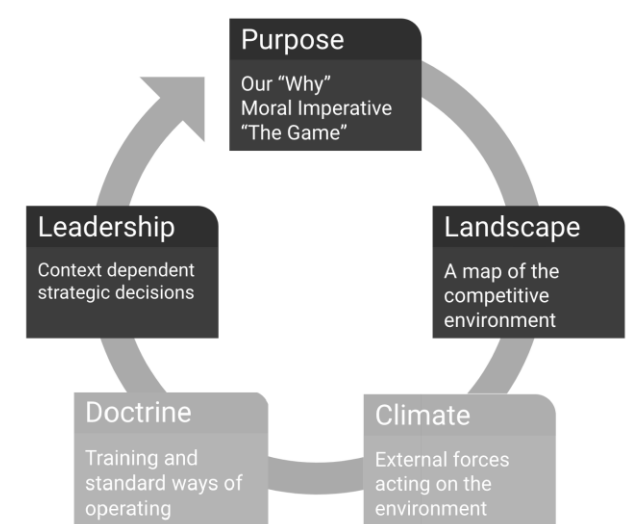 Purpose
Our “Why”
Moral Imperative
“The Game”
Landscape
A map of the
competitive
environment
Climate
External forces
acting on the
environment
Doctrine
Training and
standard ways of
operating
Leadership
Context dependent
strategic decisions